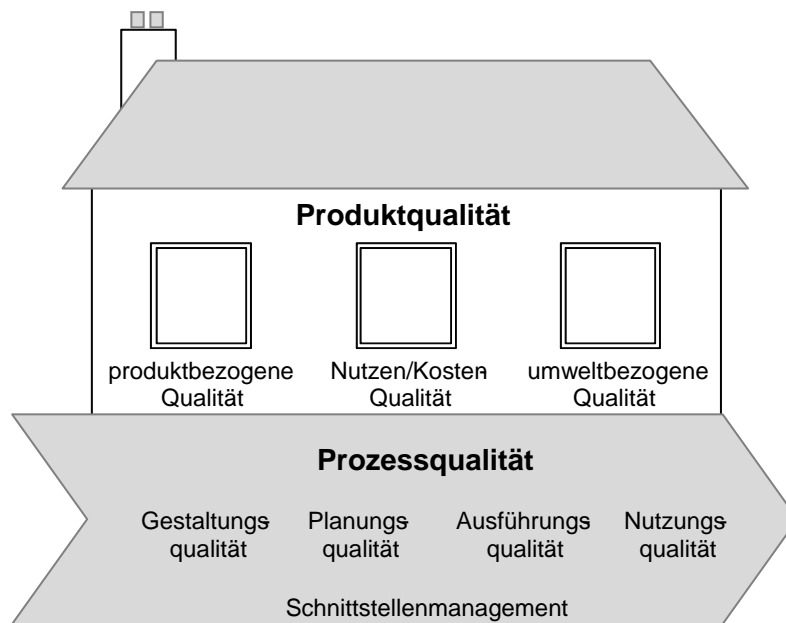 Produktqualität
produktbezogene Nutzen/Kosten- umweltbezogene
Qualität Qualität Qualität
Prozessqualität
Gestaltungs- Planungs- Ausführungs- Nutzungs-
qualität qualität qualität qualität
Schnittstellenmanagement